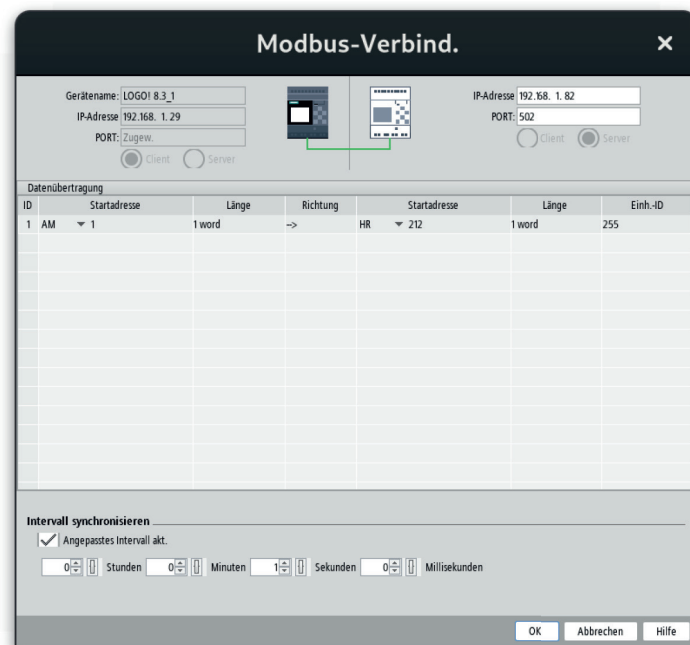 Modbus-Verbind.
Gerätename: LOGO! 8.3_1
IP-Adresse 192.168. 1. 29
PORT: Zugew.
Client Server
IP-Adresse 192.168. 1. 82
PORT: 502
Client Server
Datenübertragung
ID Startadresse Länge Richtung Startadresse Länge Einh.-ID
1 AM 1 1 word --> HR 212 1 word 255
Intervall synchronisieren
Angepasstes Intervall akt.
0 Stunden 0 Minuten 1 Sekunden 0 Millisekunden
OK Abbrechen Hilfe